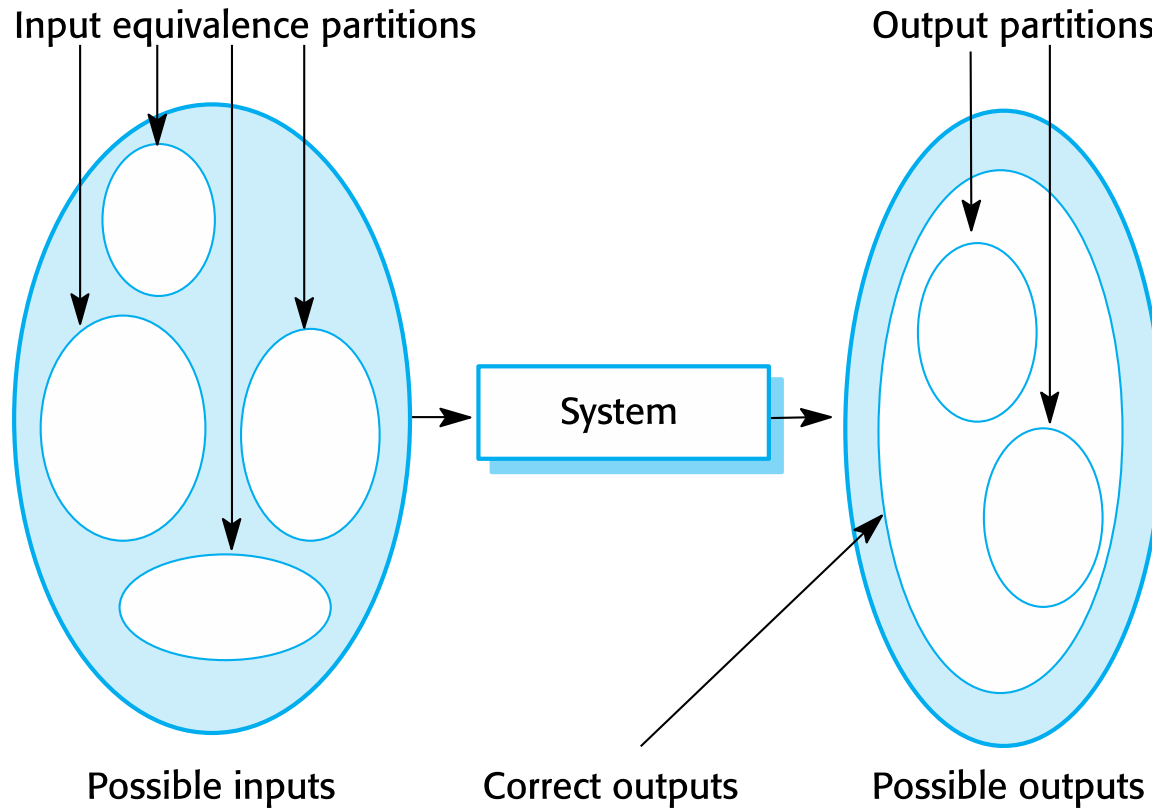 Input equivalence partitions
Output partitions
System
Possible inputs
Correct outputs
Possible outputs